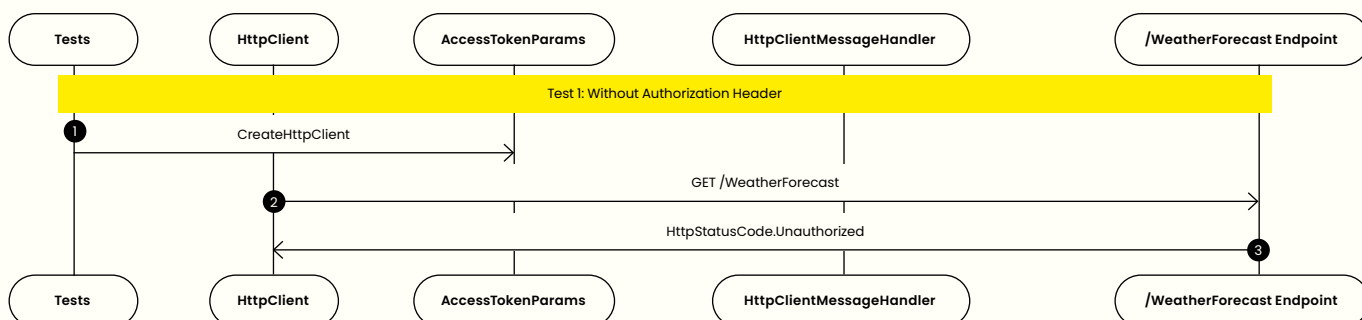 Tests
HttpClient
AccessTokenParams
HttpClientMessageHandler
/WeatherForecast Endpoint
Test 1: Without Authorization Header
1
CreateHttpClient
GET /WeatherForecast
2
HttpStatusCode.Unauthorized
3
Tests
HttpClient
AccessTokenParams
HttpClientMessageHandler
/WeatherForecast Endpoint